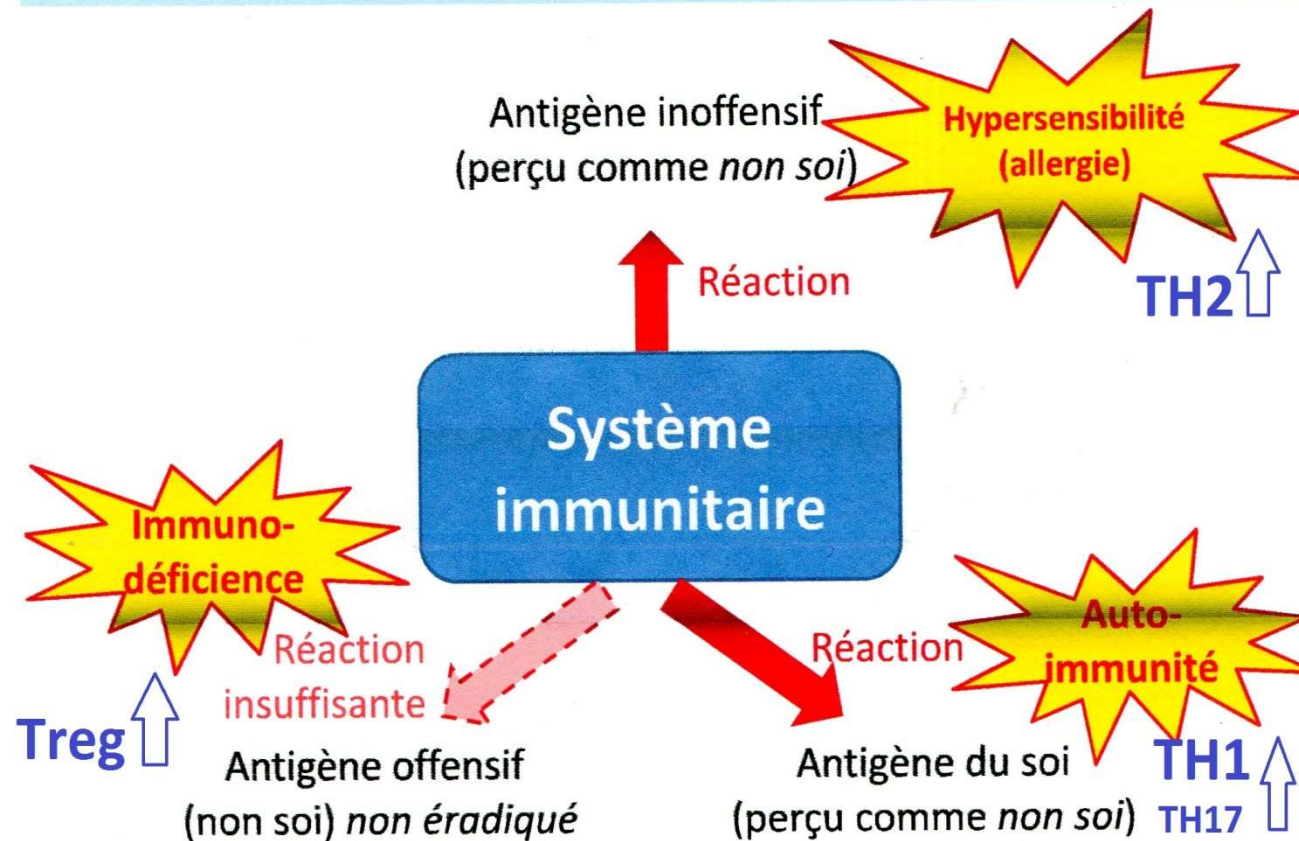 Antigène inoffensif
(perçu comme non soi)
Hypersensibilité
(allergie)
TH2
Réaction
Système
immunitaire
Immuno-
déficience
Réaction
insuffisante
Treg
Antigène offensif
(non soi) non éradiqué
Réaction
Auto-
immunité
Antigène du soi
(perçu comme non soi)
TH1
TH17